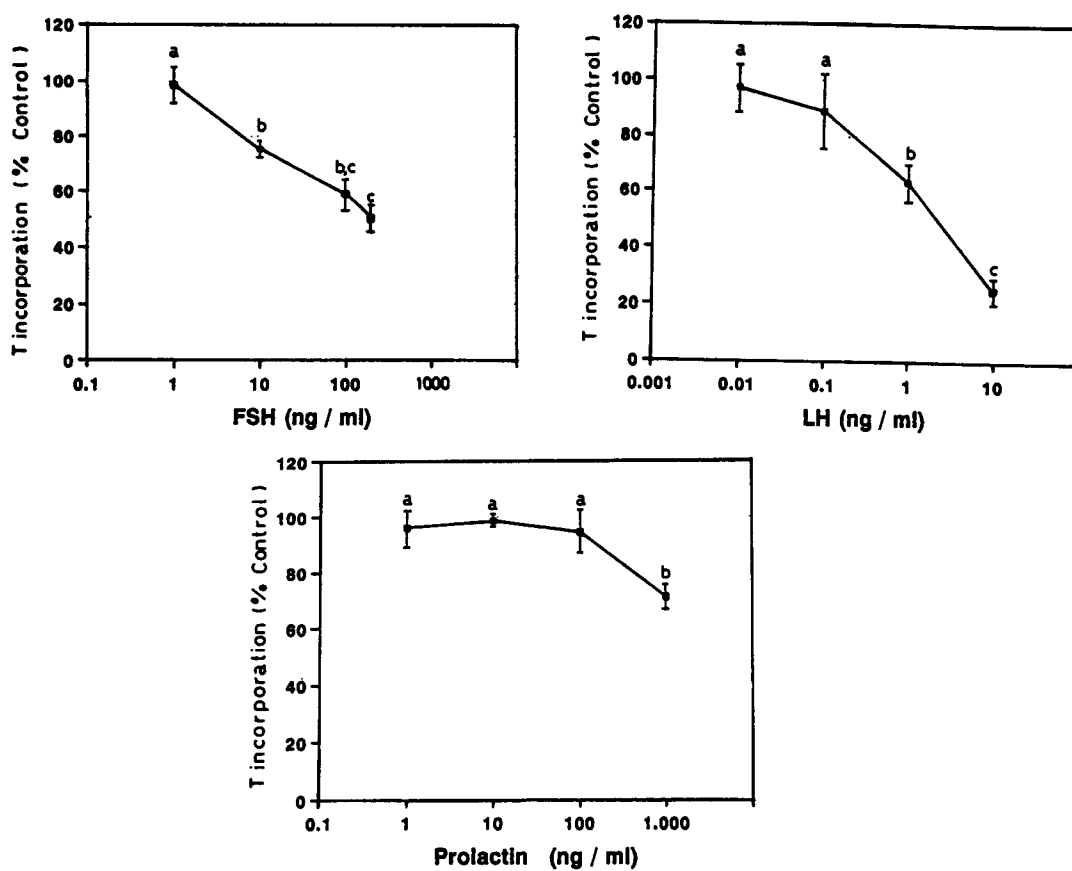 T incorporation (% Control)
120
100
80
60
40
20
0
a
b
b,c
c
0.1 1 10 100 1000
FSH (ng / ml)
T incorporation (% Control)
120
100
80
60
40
20
0
a
a
b
c
0.001 0.01 0.1 1 10
LH (ng / ml)
T incorporation (% Control)
120
100
80
60
40
20
0
a a a
b
0.1 1 10 100 1.000
Prolactin (ng / ml)